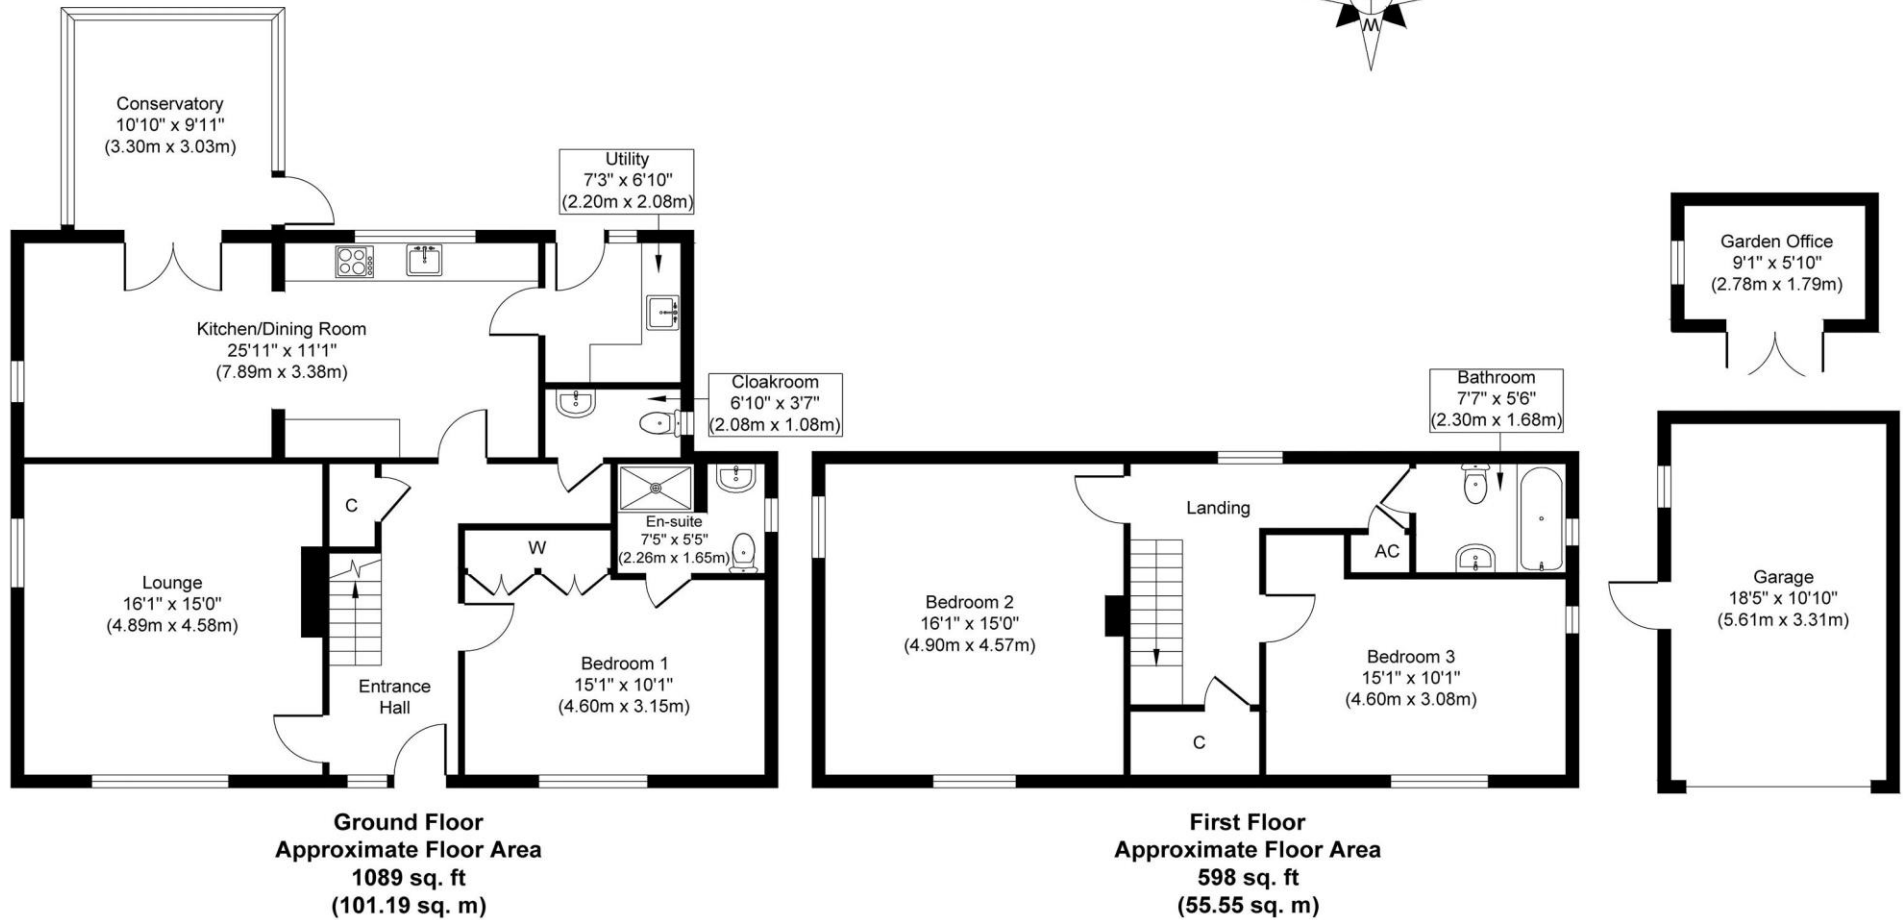 W
Conservatory
10'10" x 9'11"
(3.30m x 3.03m)
Utility
7'3" x 6'10"
(2.20m x 2.08m)
Kitchen/Dining Room
25'11" x 11'1"
(7.89m x 3.38m)
Cloakroom
6'10" x 3'7"
(2.08m x 1.08m)
C
En-suite
7'5" x 5'5"
(2.26m x 1.65m)
W
Lounge
16'1" x 15'0"
(4.89m x 4.58m)
Entrance
Hall
Bedroom 1
15'1" x 10'1"
(4.60m x 3.15m)
Ground Floor
Approximate Floor Area
1089 sq. ft
(101.19 sq. m)
Bathroom
7'7" x 5'6"
(2.30m x 1.68m)
Landing
AC
Bedroom 2
16'1" x 15'0"
(4.90m x 4.57m)
Bedroom 3
15'1" x 10'1"
(4.60m x 3.08m)
C
First Floor
Approximate Floor Area
598 sq. ft
(55.55 sq. m)
Garden Office
9'1" x 5'10"
(2.78m x 1.79m)
Garage
18'5" x 10'10"
(5.61m x 3.31m)